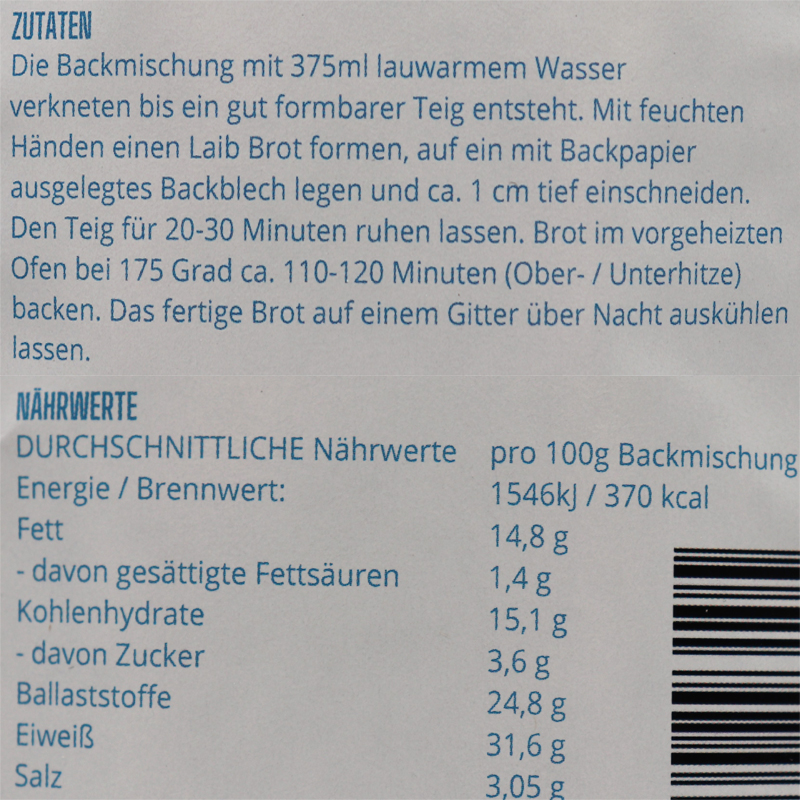 ZUTATEN
Die Backmischung mit 375ml lauwarmem Wasser
verkneten bis ein gut formbarer Teig entsteht. Mit feuchten
Händen einen Laib Brot formen, auf ein mit Backpapier
ausgelegtes Backblech legen und ca. 1 cm tief einschneiden.
Den Teig für 20-30 Minuten ruhen lassen. Brot im vorgeheizten
Ofen bei 175 Grad ca. 110-120 Minuten (Ober- / Unterhitze)
backen. Das fertige Brot auf einem Gitter über Nacht auskühlen
lassen.
NÄHRWERTE
DURCHSCHNITTLICHE Nährwerte pro 100g Backmischung
Energie / Brennwert: 1546kJ / 370 kcal
Fett 14,8 g
- davon gesättigte Fettsäuren 1,4 g
Kohlenhydrate 15,1 g
- davon Zucker 3,6 g
Ballaststoffe 24,8 g
Eiweiß 31,6 g
Salz 3,05 g